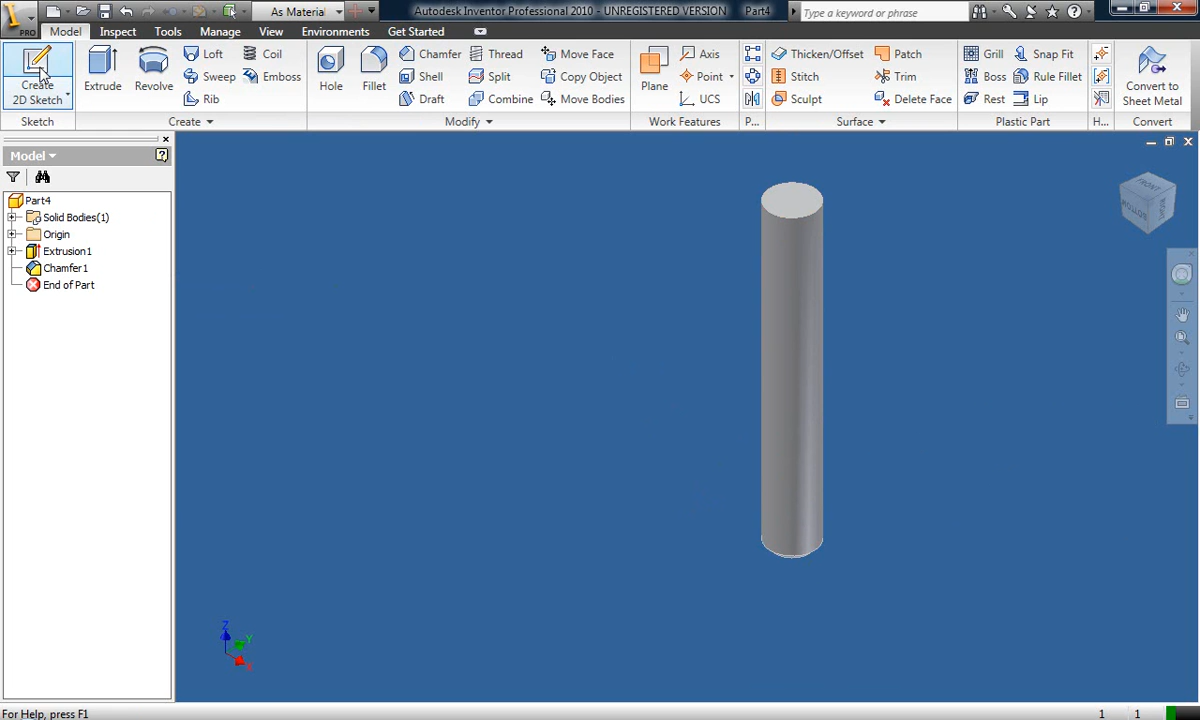 As Material
Autodesk Inventor Professional 2010 - UNREGISTERED VERSION Part4
Type a keyword or phrase
PRO
Model Inspect Tools Manage View Environments Get Started
Create 2D Sketch
Extrude
Revolve
Loft
Sweep
Rib
Coil
Emboss
Hole
Fillet
Chamfer
Shell
Draft
Thread
Split
Combine
Move Face
Copy Object
Move Bodies
Plane
Axis
Point
UCS
Thicken/Offset
Stitch
Sculpt
Patch
Trim
Delete Face
Grill
Boss
Rest
Snap Fit
Rule Fillet
Lip
Convert to Sheet Metal
Sketch Create Modify Work Features P... Surface Plastic Part H... Convert
Model
Part4
Solid Bodies(1)
Origin
Extrusion1
Chamfer1
End of Part
FRONT
BOTTOM
Z
Y
X
For Help, press F1
1 1